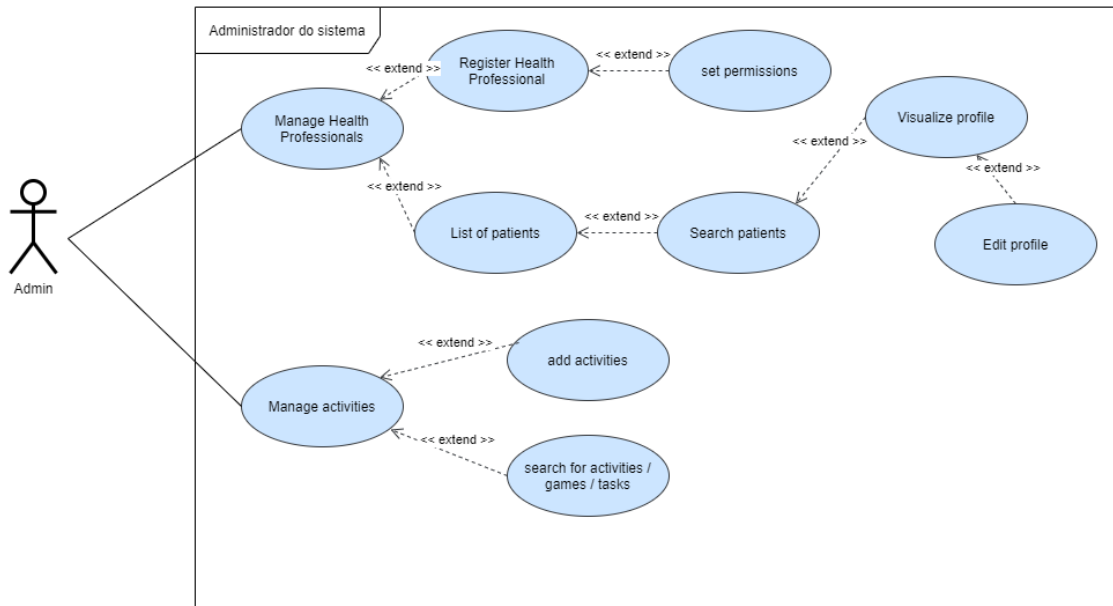 Administrador do sistema
Register Health
Professional
<< extend >>
set permissions
<< extend >>
Manage Health
Professionals
Visualize profile
<< extend >>
<< extend >>
<< extend >>
<< extend >>
List of patients
Search patients
Edit profile
Admin
<< extend >>
add activities
Manage activities
<< extend >>
search for activities /
games / tasks